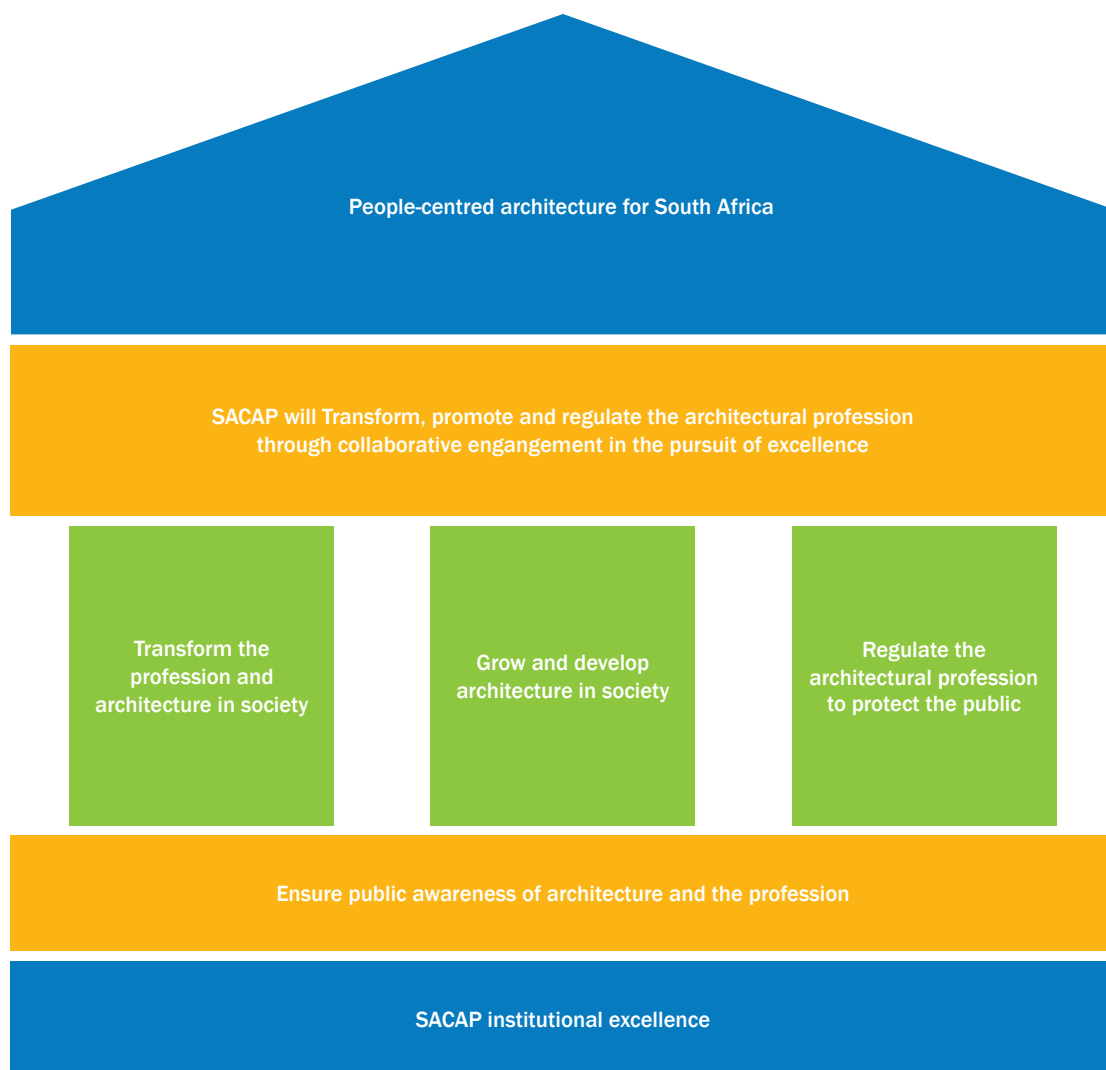 People-centred architecture for South Africa
SACAP will Transform, promote and regulate the architectural profession
through collaborative engangement in the pursuit of excellence
Transform the
profession and
architecture in society
Grow and develop
architecture in society
Regulate the
architectural profession
to protect the public
Ensure public awareness of architecture and the profession
SACAP institutional excellence